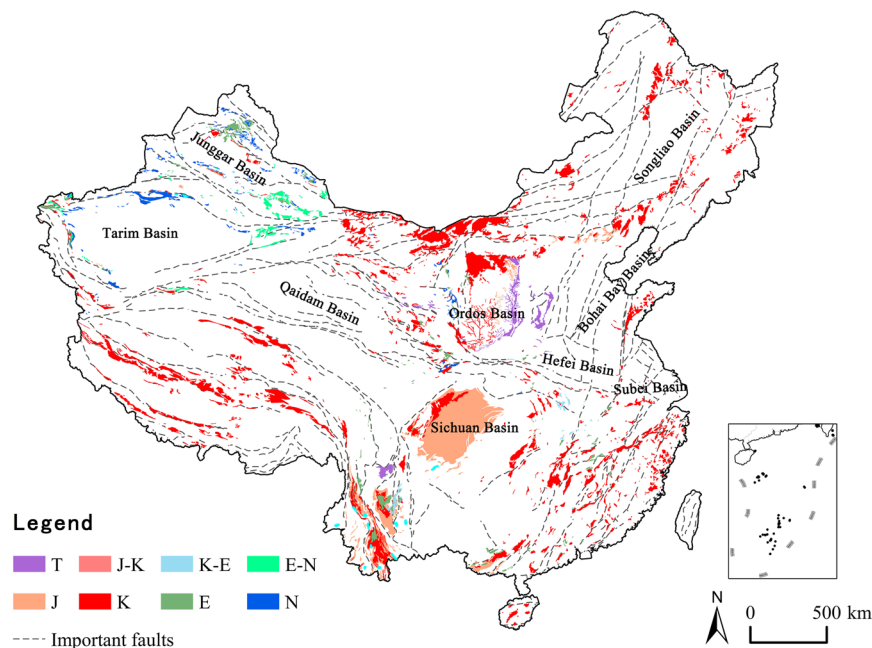 Junggar Basin
Songliao Basin
Tarim Basin
Qaidam Basin
Ordos Basin
Bohai Bay Basin
Hefei Basin
Subei Basin
Sichuan Basin
Legend
T J-K K-E E-N
J K E N
Important faults
N
0 500 km